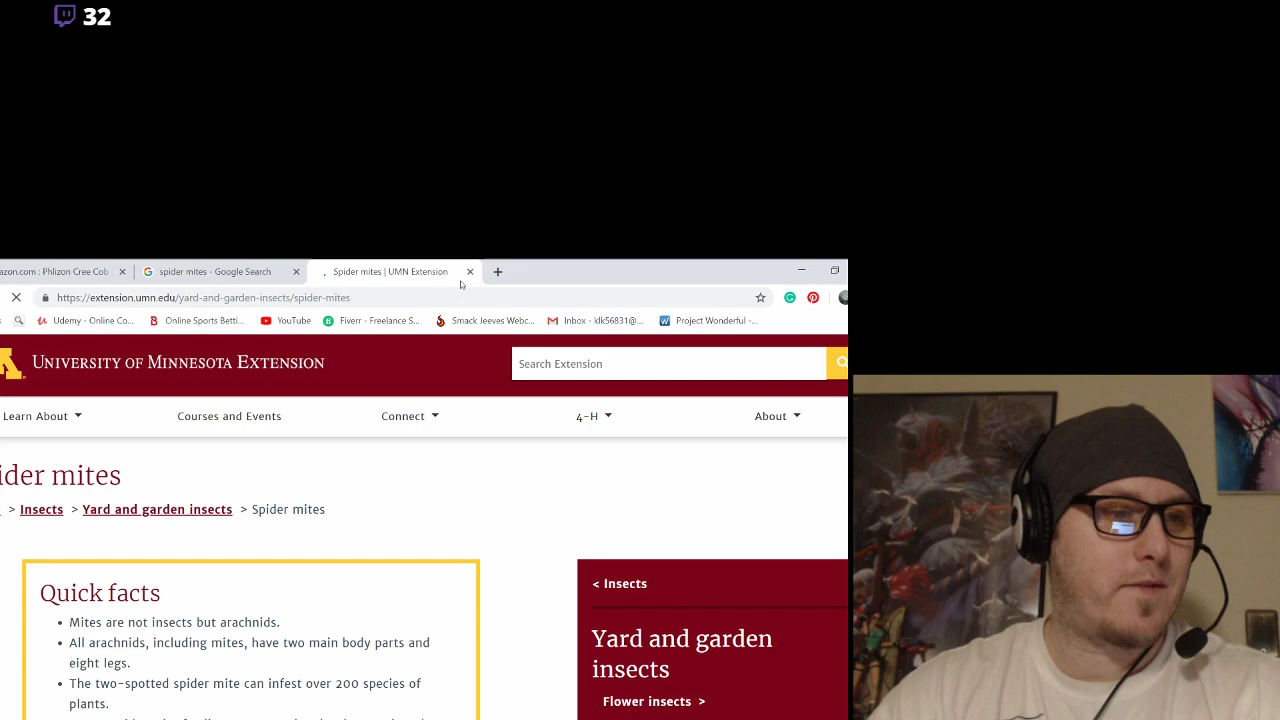 32
azon.com : Phlizon Cree Cob
spider mites - Google Search
Spider mites | UMN Extension
https://extension.umn.edu/yard-and-garden-insects/spider-mites
Udemy - Online Co...
Online Sports Betti...
YouTube
Fiverr - Freelance S...
Smack Jeeves Webc...
Inbox - klk56831@...
Project Wonderful -...
UNIVERSITY OF MINNESOTA EXTENSION
Search Extension
Learn About
Courses and Events
Connect
4-H
About
ider mites
> Insects > Yard and garden insects > Spider mites
Quick facts
• Mites are not insects but arachnids.
• All arachnids, including mites, have two main body parts and
eight legs.
• The two-spotted spider mite can infest over 200 species of
plants.
< Insects
Yard and garden
insects
Flower insects >